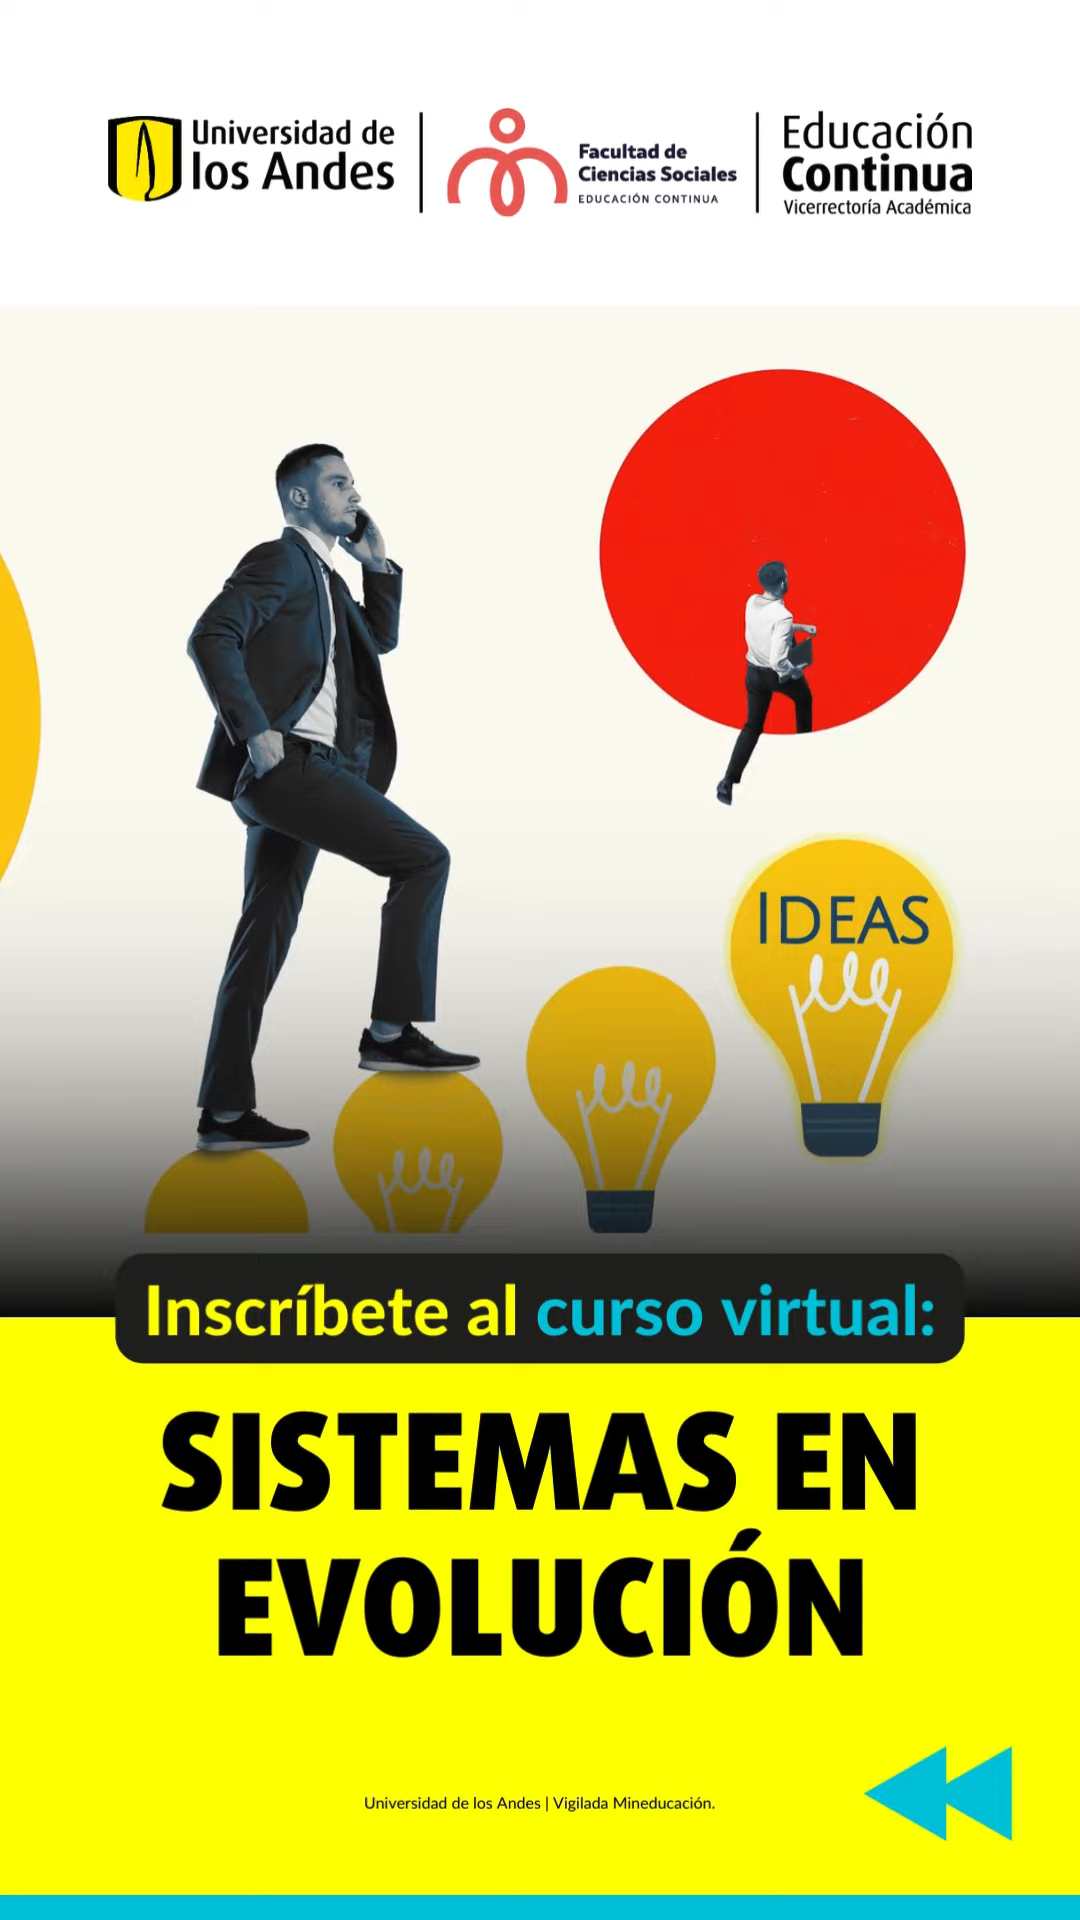 Universidad de
los Andes
Facultad de
Ciencias Sociales
EDUCACIÓN CONTINUA
Educación
Continua
Vicerrectoría Académica
IDEAS
Inscríbete al curso virtual:
SISTEMAS EN
EVOLUCIÓN
Universidad de los Andes | Vigilada Mineducación.